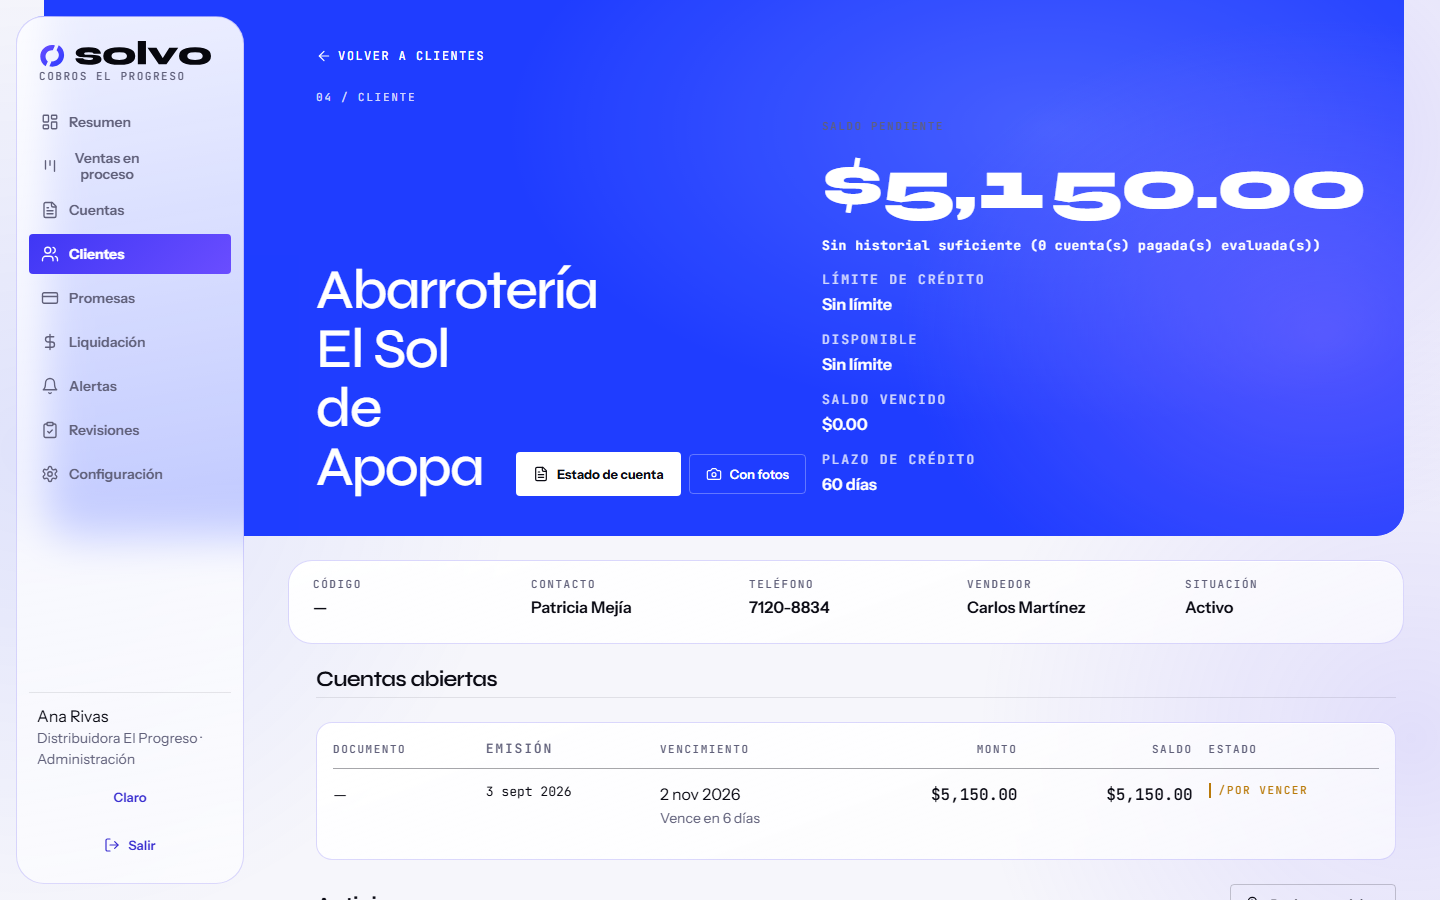 solvo
COBROS EL PROGRESO
Resumen
Ventas en
proceso
Cuentas
Clientes
Promesas
Liquidación
Alertas
Revisiones
Configuración
Ana Rivas
Distribuidora El Progreso ·
Administración
Claro
Salir
VOLVER A CLIENTES
04 / CLIENTE
Abarrotería
El Sol
de
Apopa
Estado de cuenta
Con fotos
SALDO PENDIENTE
$5,150.00
Sin historial suficiente (0 cuenta(s) pagada(s) evaluada(s))
LÍMITE DE CRÉDITO
Sin límite
DISPONIBLE
Sin límite
SALDO VENCIDO
$0.00
PLAZO DE CRÉDITO
60 días
CÓDIGO CONTACTO TELÉFONO VENDEDOR SITUACIÓN
— Patricia Mejía 7120-8834 Carlos Martínez Activo
Cuentas abiertas
DOCUMENTO EMISIÓN VENCIMIENTO MONTO SALDO ESTADO
— 3 sept 2026 2 nov 2026 $5,150.00 $5,150.00 /POR VENCER
Vence en 6 días